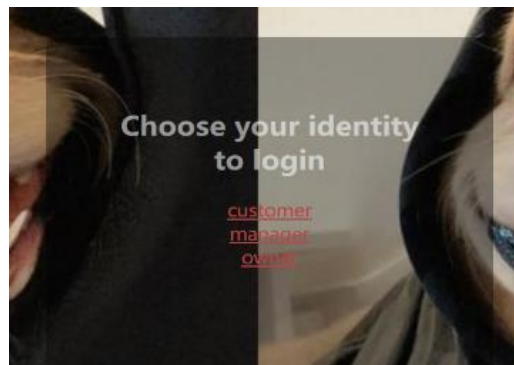 Choose your identity
to login
customer
manager
owner